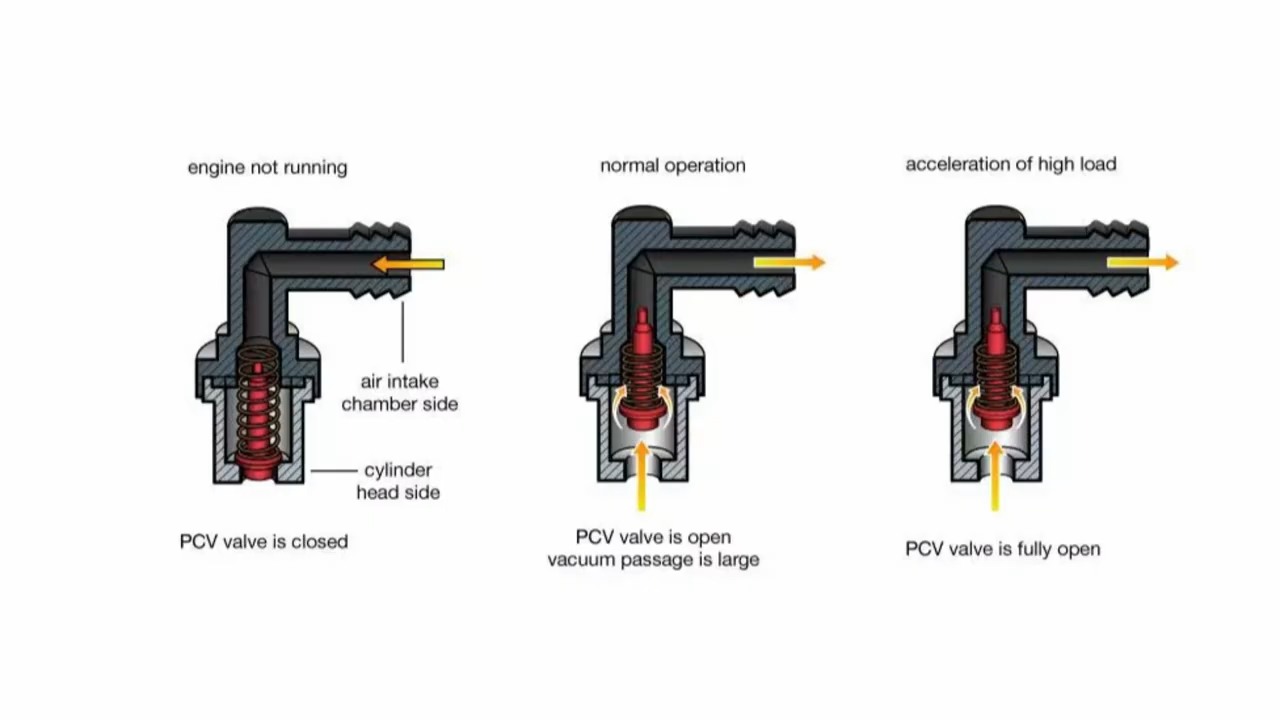 engine not running
normal operation
acceleration of high load
air intake
chamber side
cylinder
head side
PCV valve is closed
PCV valve is open
vacuum passage is large
PCV valve is fully open